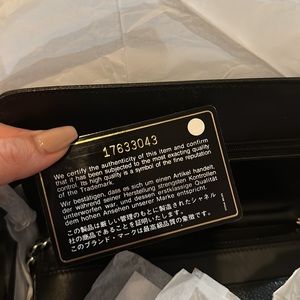 17633043
We certify the authenticity of this item and confirm
that it has been subjected to the most exacting quality
control. Its high quality is a symbol of the fine reputation
of the Trademark.
Wir bestätigen, dass es sich um einen Artikel handelt
der während seiner Herstellung strengsten Kontrollen
unterworfen war, und dessen aussergewöhnliche Qualität
dem hohen Ansehen unserer Marke entspricht.
この製品は厳しい管理のもとに製造されたシャネル
社の商品であることを証明いたします。
このブランド・マークは最高級品質の象徴です。